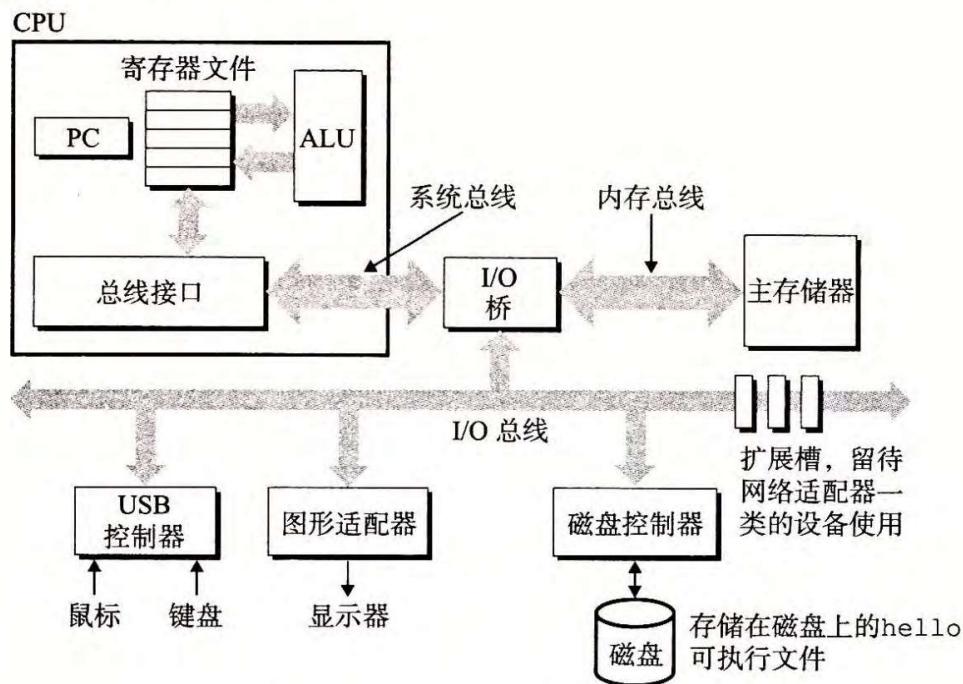 CPU
寄存器文件
PC
ALU
系统总线
内存总线
总线接口
I/O
桥
主存储器
I/O 总线
扩展槽，留待
网络适配器一
类的设备使用
USB
控制器
图形适配器
磁盘控制器
鼠标
键盘
显示器
磁盘
存储在磁盘上的hello
可执行文件